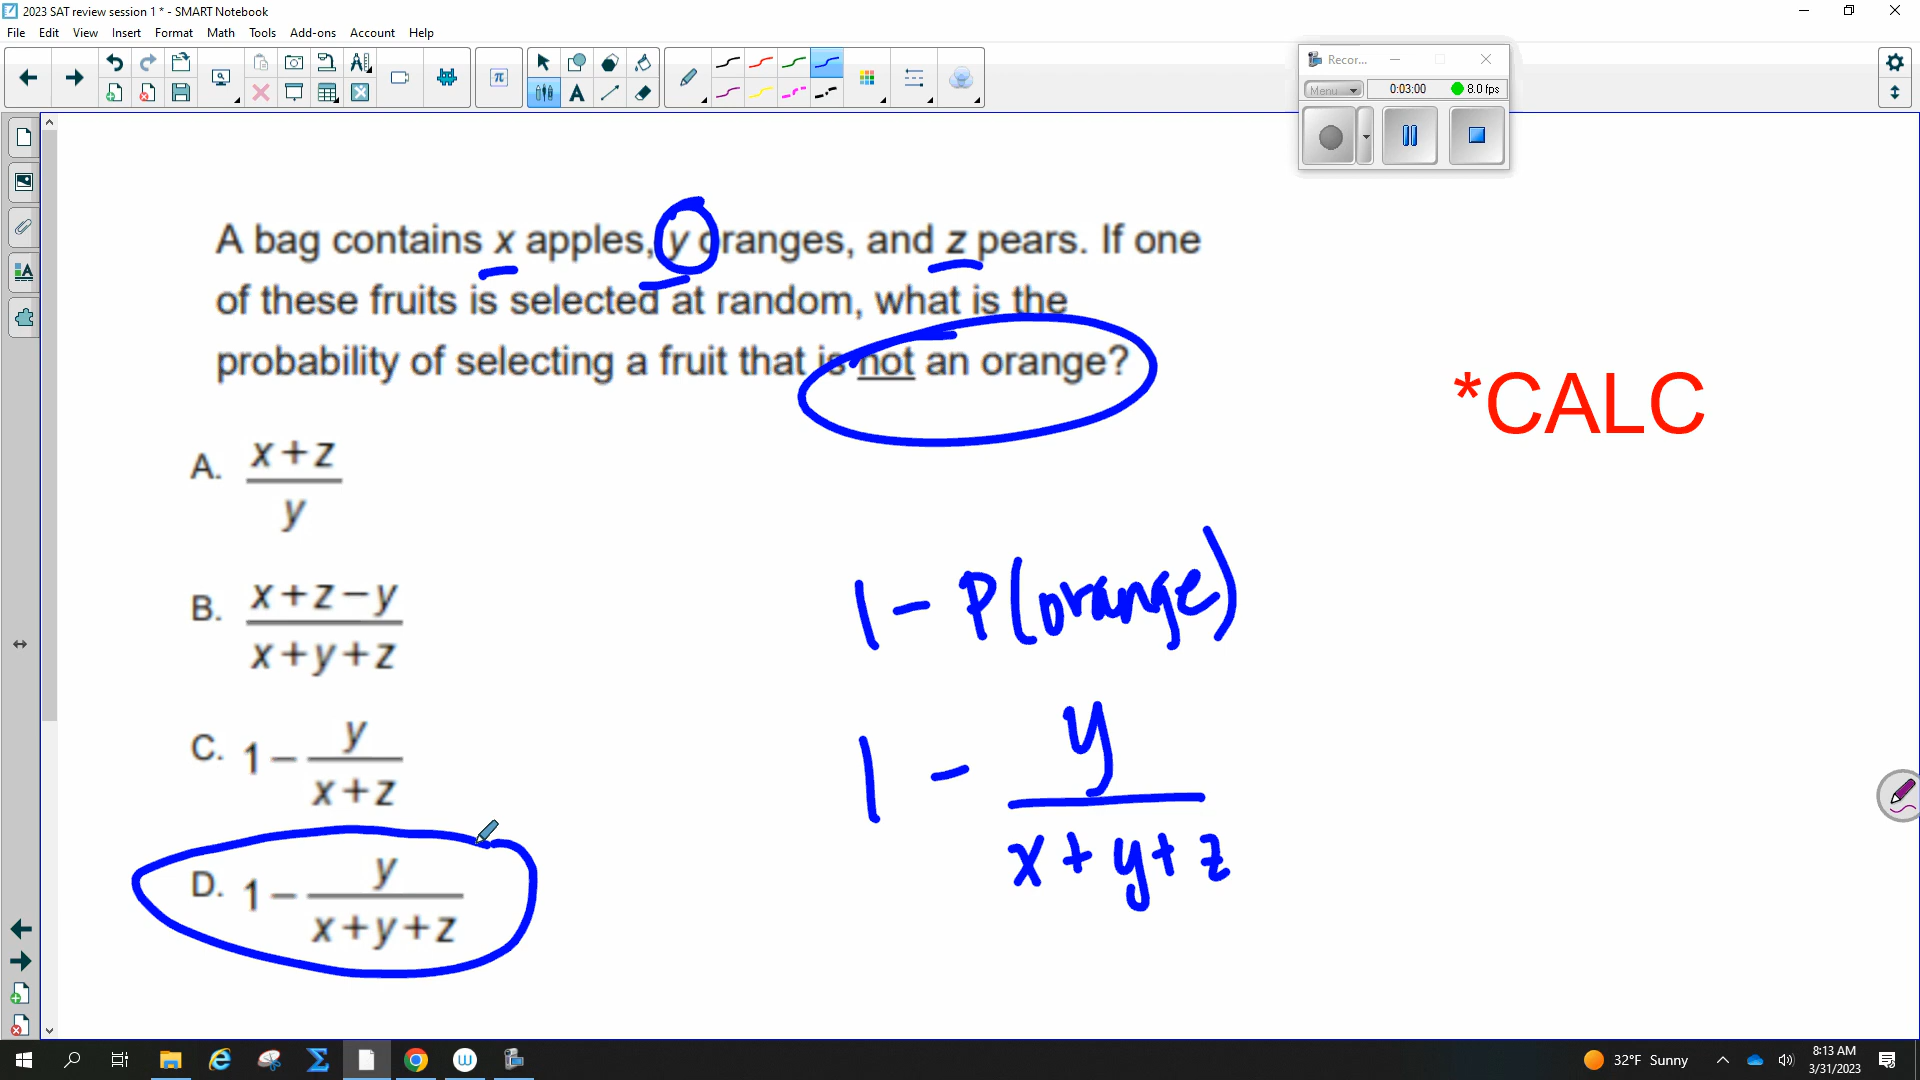 2023 SAT review session 1 * - SMART Notebook
File Edit View Insert Format Math Tools Add-ons Account Help
Recor...
Menu 0:03:00 8.0 fps
A bag contains x apples, y oranges, and z pears. If one
of these fruits is selected at random, what is the
probability of selecting a fruit that is not an orange?
*CALC
A. x+z
y
B. x+z−y
x+y+z
C. 1− y
x+z
D. 1− y
x+y+z
1 − P(orange)
1 − y
x+y+z
32°F Sunny
8:13 AM
3/31/2023